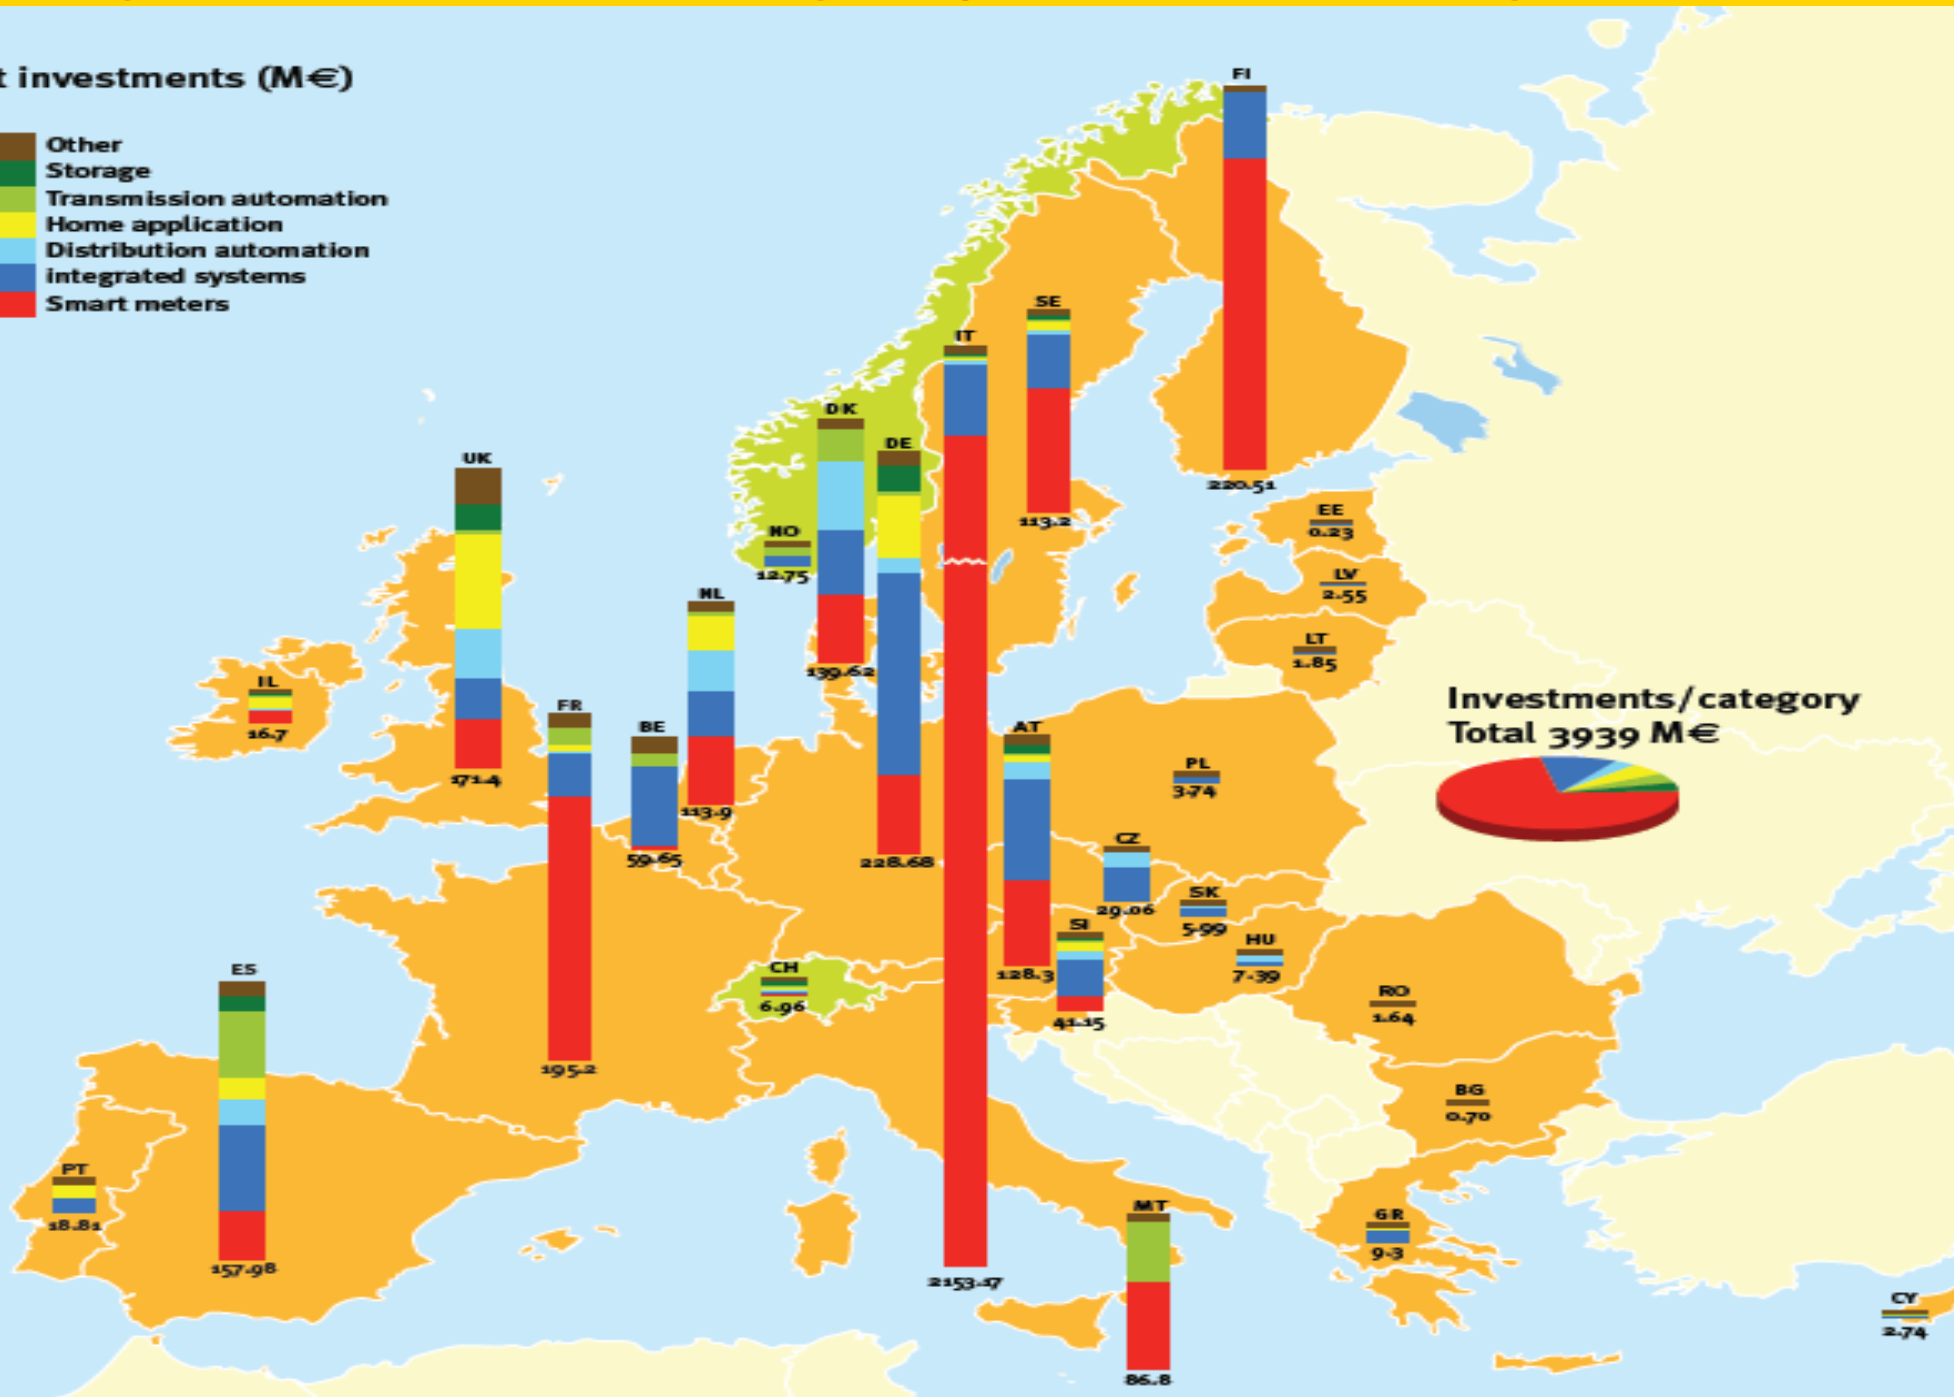 t investments (M€)
Other
Storage
Transmission automation
Home application
Distribution automation
integrated systems
Smart meters
FI
220.51
SE
113.2
IT
2153.17
DK
139.62
DE
228.68
UK
171.4
NO
12.75
EE
0.23
LV
2.55
LT
1.85
NL
113.9
IL
16.7
FR
195.2
BE
59.65
AT
128.3
Investments/category
Total 3939 M€
PL
3.74
CZ
29.06
SK
5.99
SI
41.15
HU
7.39
CH
6.96
ES
157.98
RO
1.64
BG
0.70
PT
18.81
MT
86.8
GR
9.3
CY
2.74